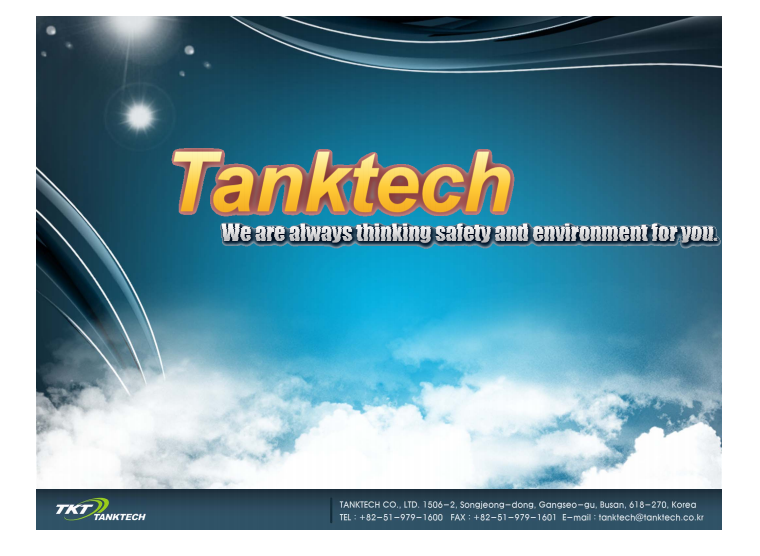 Tanktech
We are always thinking safety and environment for you.
TKT TANKTECH
TANKTECH CO., LTD. 1506-2, Songjeong-dong, Gangseo-gu, Busan, 618-270, Korea
TEL : +82-51-979-1600 FAX : +82-51-979-1601 E-mail : tanktech@tanktech.co.kr